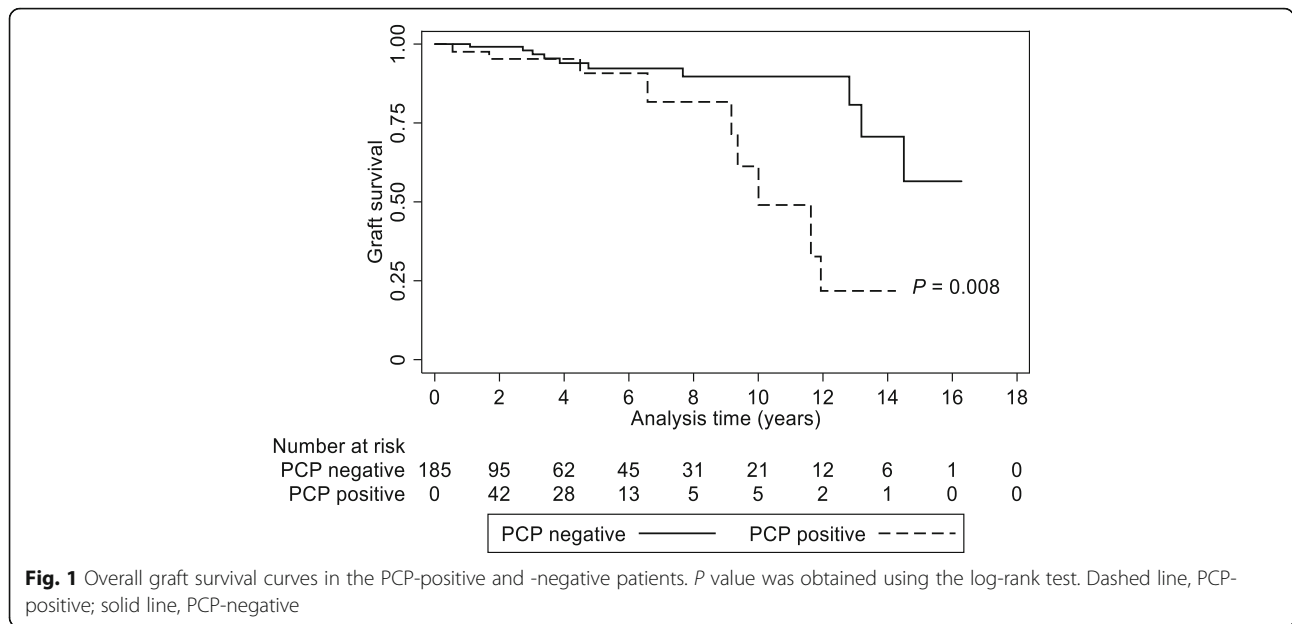 1.00
0.75
0.50
0.25
0
Graft survival
P = 0.008
0 2 4 6 8 10 12 14 16 18
Analysis time (years)
Number at risk
PCP negative 185 95 62 45 31 21 12 6 1 0
PCP positive 0 42 28 13 5 5 2 1 0 0
PCP negative PCP positive
Fig. 1 Overall graft survival curves in the PCP-positive and -negative patients. P value was obtained using the log-rank test. Dashed line, PCP-
positive; solid line, PCP-negative